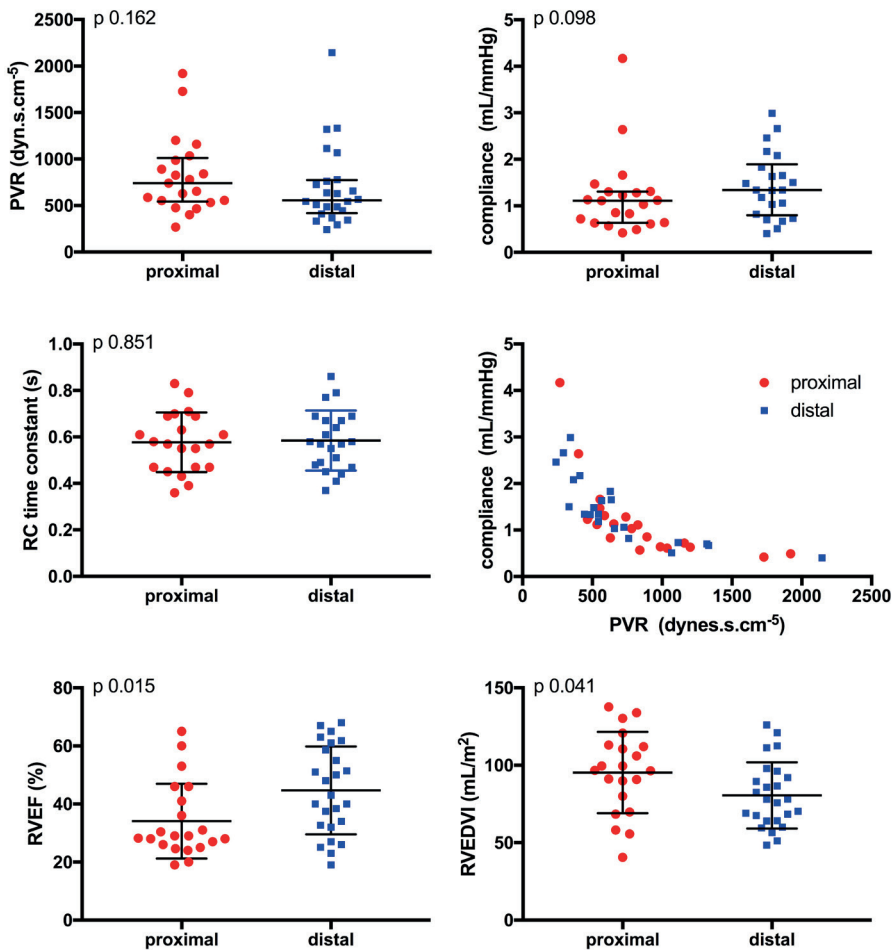 p 0.162
PVR (dyn.s.cm-5)
2500
2000
1500
1000
500
0
proximal
distal
p 0.098
compliance (mL/mmHg)
5
4
3
2
1
0
proximal
distal
p 0.851
RC time constant (s)
1.0
0.8
0.6
0.4
0.2
0.0
proximal
distal
compliance (mL/mmHg)
5
4
3
2
1
0
proximal
distal
0
500
1000
1500
2000
2500
PVR (dynes.s.cm-5)
p 0.015
RVEF (%)
80
60
40
20
0
proximal
distal
p 0.041
RVEDVI (mL/m2)
150
100
50
0
proximal
distal